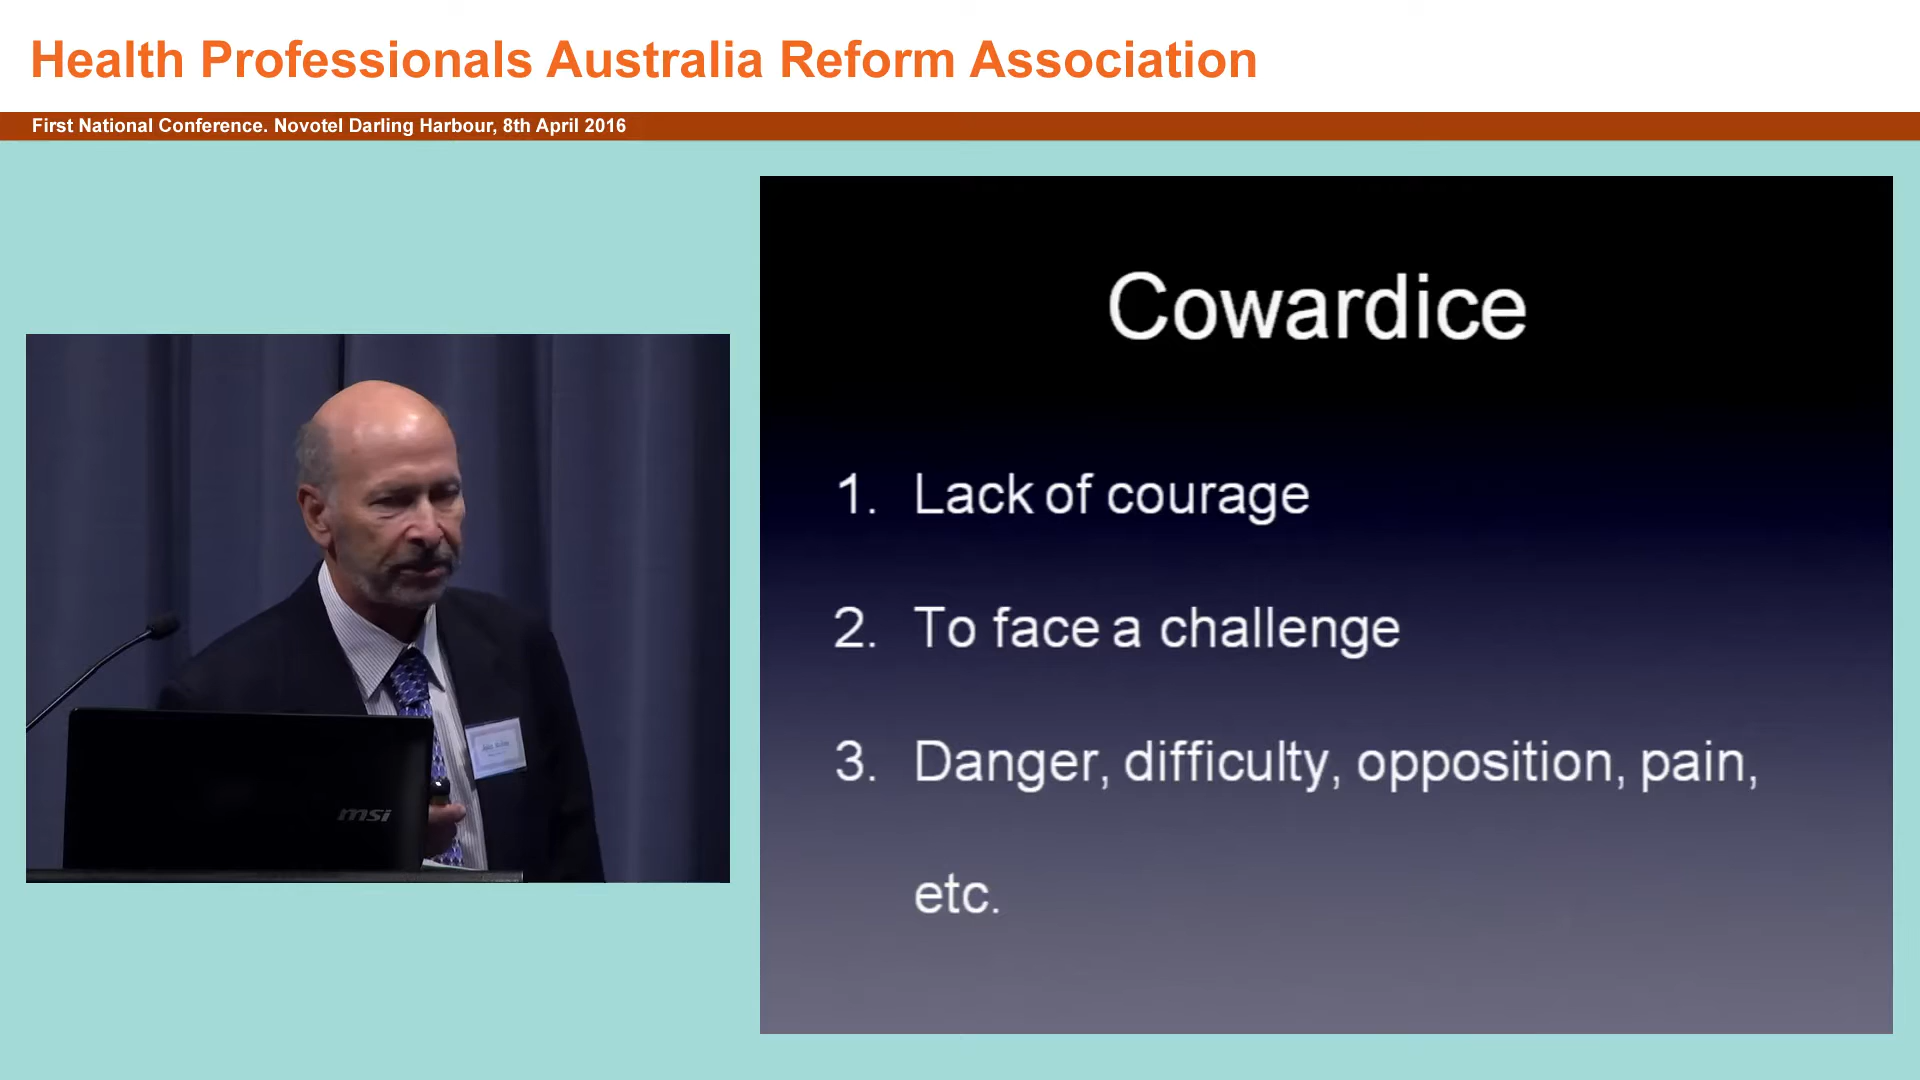 Health Professionals Australia Reform Association
First National Conference. Novotel Darling Harbour, 8th April 2016
Cowardice
1. Lack of courage
2. To face a challenge
3. Danger, difficulty, opposition, pain,
etc.
msi